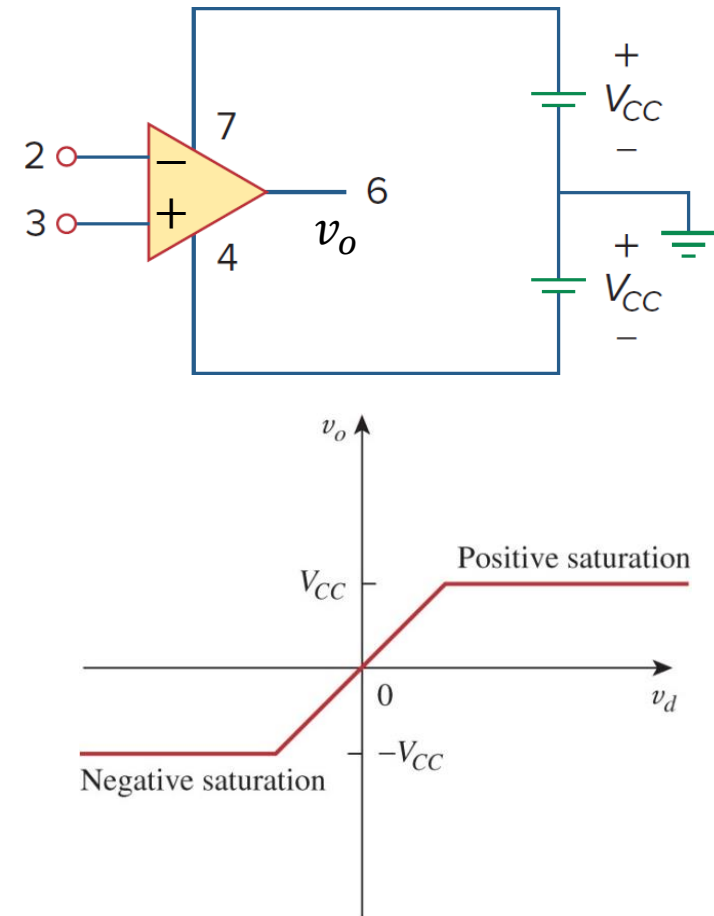 +
7
V_CC
2
−
−
6
3
+
v_o
+
4
V_CC
−
v_o
Positive saturation
V_CC
0
v_d
−V_CC
Negative saturation